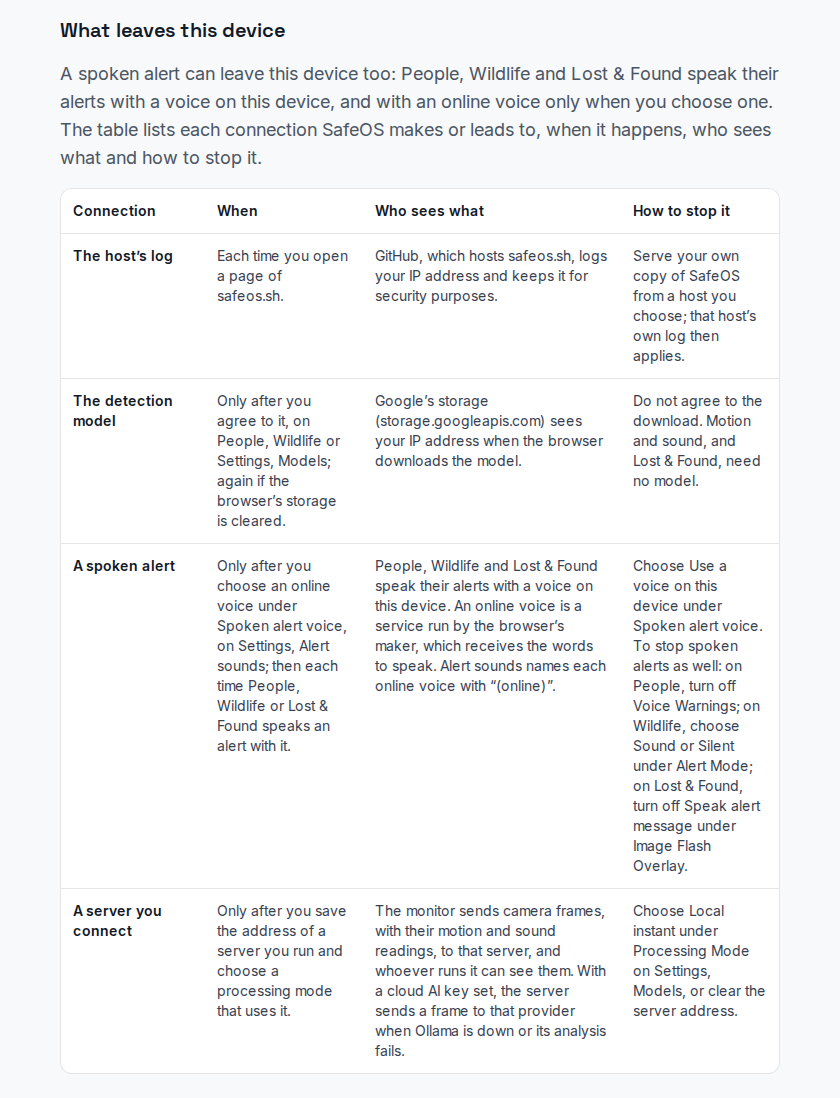 What leaves this device
A spoken alert can leave this device too: People, Wildlife and Lost & Found speak their
alerts with a voice on this device, and with an online voice only when you choose one.
The table lists each connection SafeOS makes or leads to, when it happens, who sees
what and how to stop it.
Connection
When
Who sees what
How to stop it
The host’s log
Each time you open
a page of
safeos.sh.
GitHub, which hosts safeos.sh, logs
your IP address and keeps it for
security purposes.
Serve your own
copy of SafeOS
from a host you
choose; that host’s
own log then
applies.
The detection
model
Only after you
agree to it, on
People, Wildlife or
Settings, Models;
again if the
browser’s storage
is cleared.
Google’s storage
(storage.googleapis.com) sees
your IP address when the browser
downloads the model.
Do not agree to the
download. Motion
and sound, and
Lost & Found, need
no model.
A spoken alert
Only after you
choose an online
voice under
Spoken alert voice,
on Settings, Alert
sounds; then each
time People,
Wildlife or Lost &
Found speaks an
alert with it.
People, Wildlife and Lost & Found
speak their alerts with a voice on
this device. An online voice is a
service run by the browser’s
maker, which receives the words
to speak. Alert sounds names each
online voice with “(online)”.
Choose Use a
voice on this
device under
Spoken alert voice.
To stop spoken
alerts as well: on
People, turn off
Voice Warnings; on
Wildlife, choose
Sound or Silent
under Alert Mode;
on Lost & Found,
turn off Speak alert
message under
Image Flash
Overlay.
A server you
connect
Only after you save
the address of a
server you run and
choose a
processing mode
that uses it.
The monitor sends camera frames,
with their motion and sound
readings, to that server, and
whoever runs it can see them. With
a cloud AI key set, the server
sends a frame to that provider
when Ollama is down or its analysis
fails.
Choose Local
instant under
Processing Mode
on Settings,
Models, or clear the
server address.